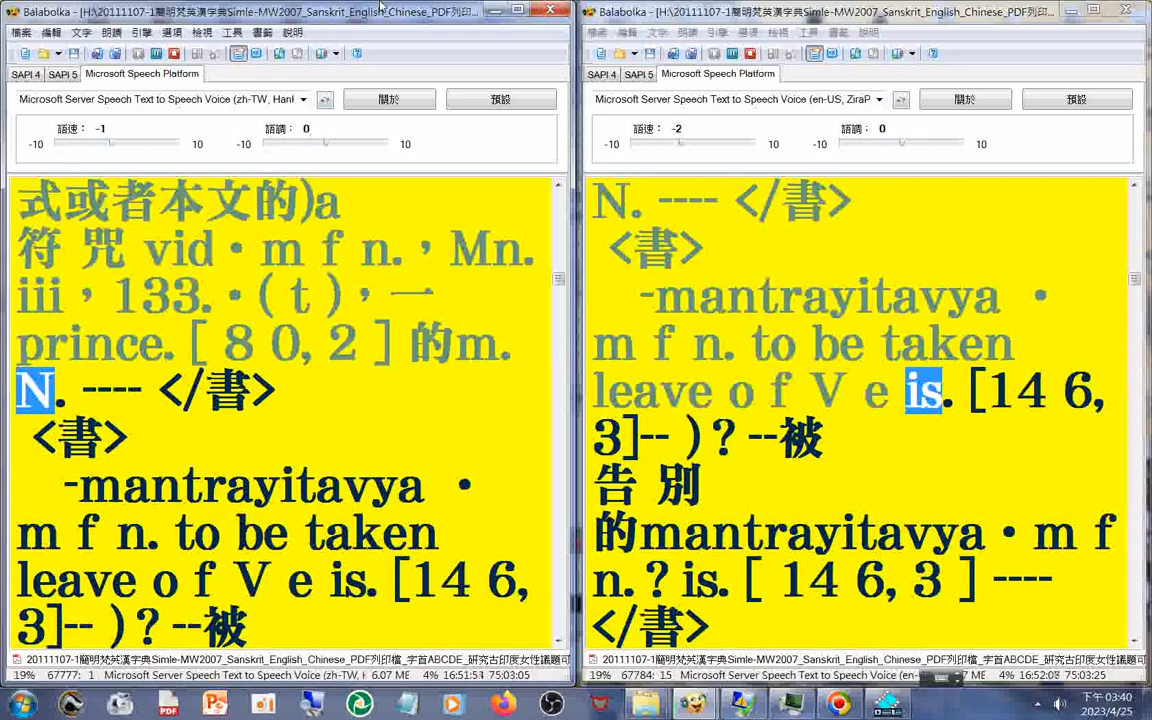 Balabolka - [H:\20111107-1簡明梵英漢字典Simle-MW2007_Sanskrit_English_Chinese_PDF列印...
檔案 編輯 文字 朗讀 引擎 選項 檢視 工具 書籤 說明
SAPI 4 SAPI 5 Microsoft Speech Platform
Microsoft Server Speech Text to Speech Voice (zh-TW, Hanl 關於 預設
語速： -1 語調： 0
-10 10 -10 10
式或者本文的)a
符 咒 vid‧m f n.，Mn.
iii，133.‧( t )，一
prince. [ 8 0, 2 ] 的m.
N. ---- </書>
<書>
-mantrayitavya ‧
m f n. to be taken
leave o f V e is. [14 6,
3]-- )？--被
20111107-1簡明梵英漢字典Simle-MW2007_Sanskrit_English_Chinese_PDF列印檔_字首ABCDE_研究古印度女性議題可
19% 67777: 1 Microsoft Server Speech Text to Speech Voice (zh-TW, H 6.07 MB 4% 16:51:54 75:03:05
Balabolka - [H:\20111107-1簡明梵英漢字典Simle-MW2007_Sanskrit_English_Chinese_PDF列印...
檔案 編輯 文字 朗讀 引擎 選項 檢視 工具 書籤 說明
SAPI 4 SAPI 5 Microsoft Speech Platform
Microsoft Server Speech Text to Speech Voice (en-US, ZiraP 關於 預設
語速： -2 語調： 0
-10 10 -10 10
N. ---- </書>
<書>
-mantrayitavya ‧
m f n. to be taken
leave o f V e is. [14 6,
3]-- )？--被
告 別
的mantrayitavya‧m f
n.？is. [ 14 6, 3 ] ----
</書>
20111107-1簡明梵英漢字典Simle-MW2007_Sanskrit_English_Chinese_PDF列印檔_字首ABCDE_研究古印度女性議題可
19% 67784: 15 Microsoft Server Speech Text to Speech Voice (en-US, 6.07 MB 4% 75:03:25
下午 03:40
2023/4/25